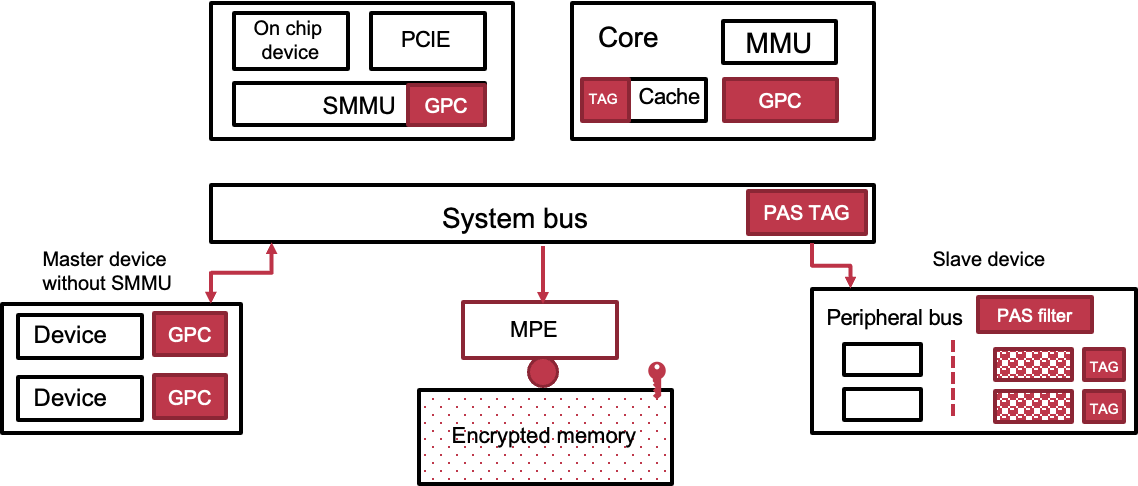 On chip
device
PCIE
SMMU
GPC
Core
MMU
TAG
Cache
GPC
System bus
PAS TAG
Master device
without SMMU
Slave device
Device
GPC
Device
GPC
MPE
Encrypted memory
Peripheral bus
PAS filter
TAG
TAG